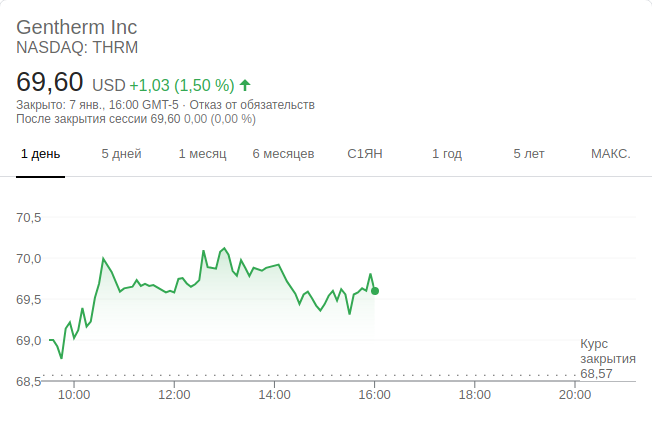 Gentherm Inc
NASDAQ: THRM
69,60 USD +1,03 (1,50 %)
Закрыто: 7 янв., 16:00 GMT-5 · Отказ от обязательств
После закрытия сессии 69,60 0,00 (0,00 %)
1 день 5 дней 1 месяц 6 месяцев С1ЯН 1 год 5 лет МАКС.
70,5
70,0
69,5
69,0
68,5
Курс
закрытия
68,57
10:00 12:00 14:00 16:00 18:00 20:00